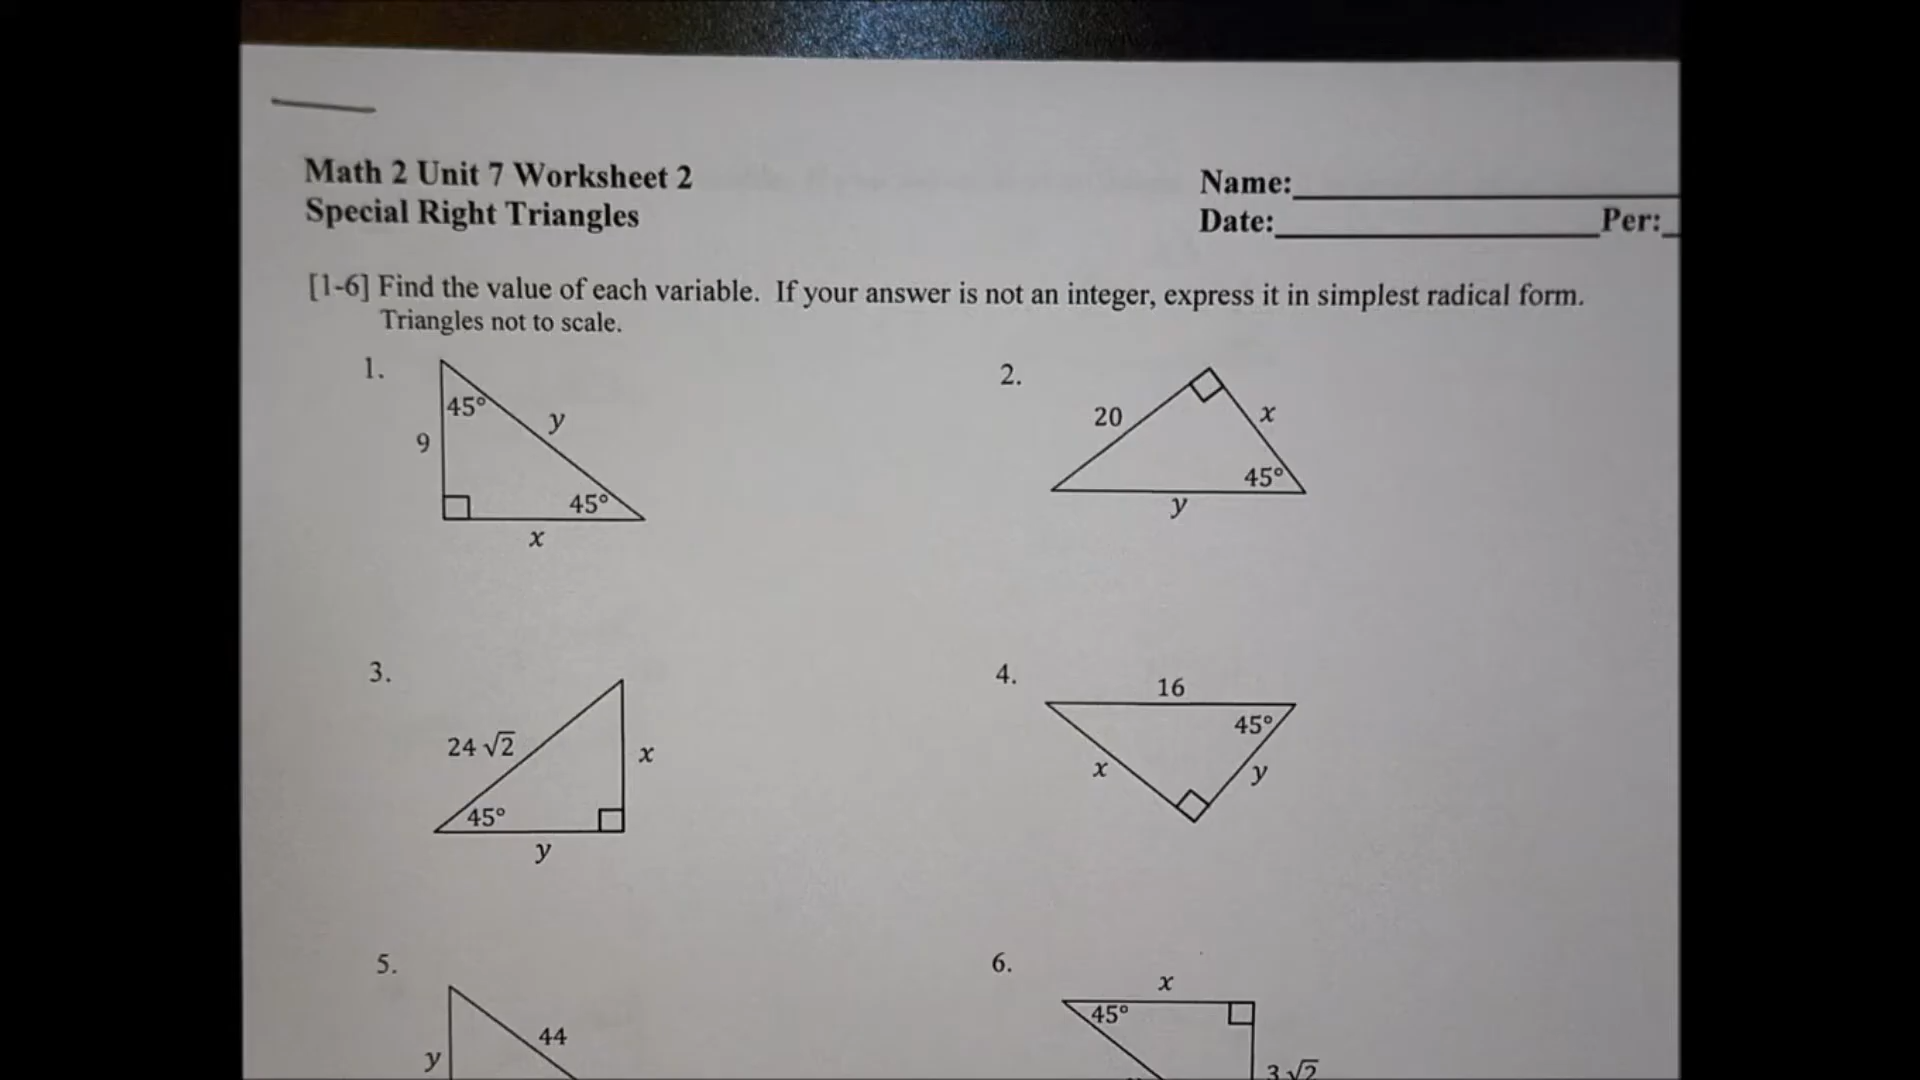 Math 2 Unit 7 Worksheet 2
Special Right Triangles
Name:
Date: Per:
[1-6] Find the value of each variable. If your answer is not an integer, express it in simplest radical form.
Triangles not to scale.
1.
45°
y
9
45°
x
2.
20
x
45°
y
3.
24 √2
x
45°
y
4.
16
45°
x
y
5.
44
y
6.
x
45°
3 √2